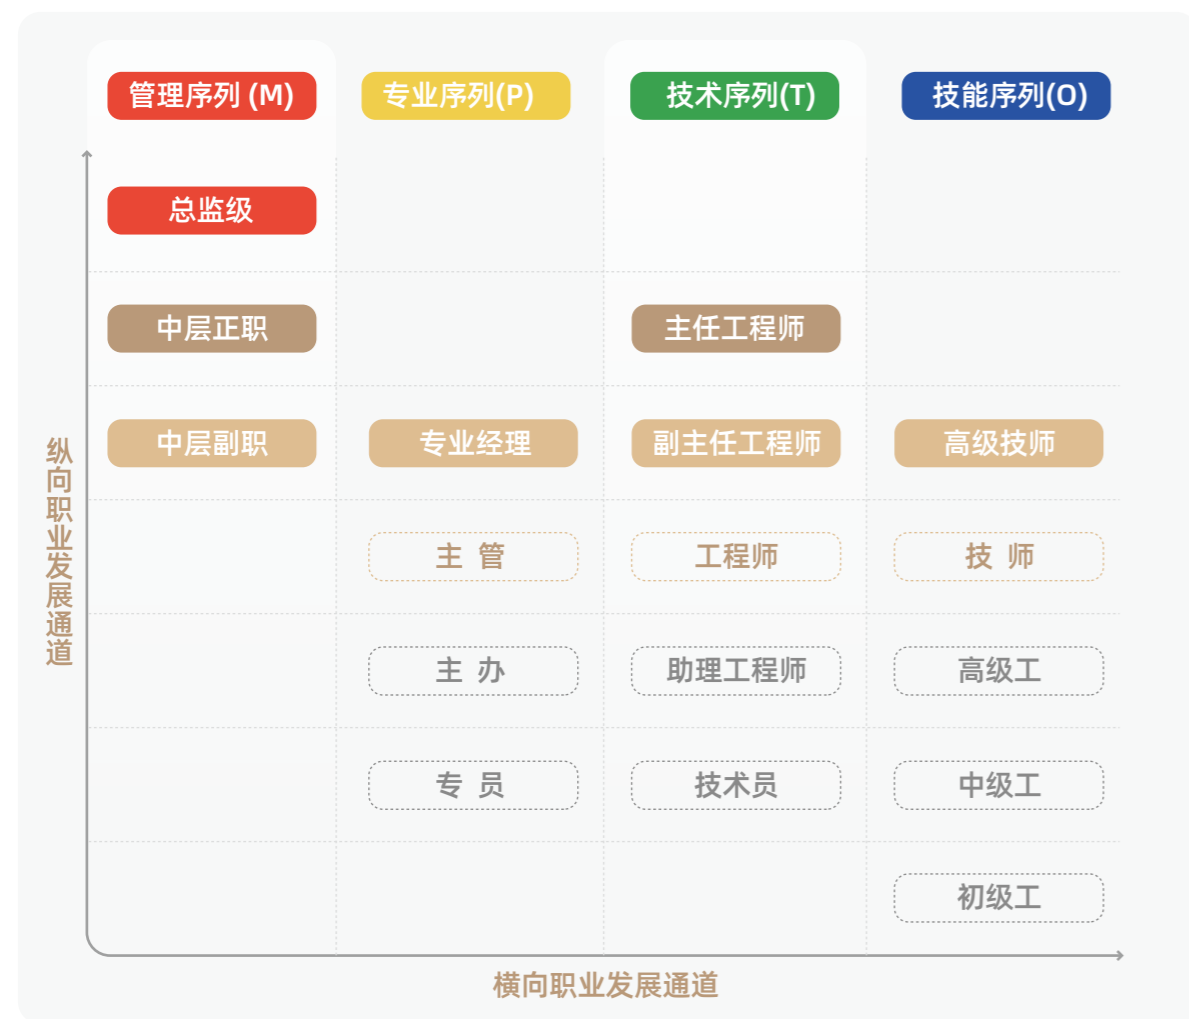 管理序列 (M) 专业序列(P) 技术序列(T) 技能序列(O)
总监级
中层正职 主任工程师
中层副职 专业经理 副主任工程师 高级技师
主 管 工程师 技 师
主 办 助理工程师 高级工
专 员 技术员 中级工
初级工
纵向职业发展通道
横向职业发展通道